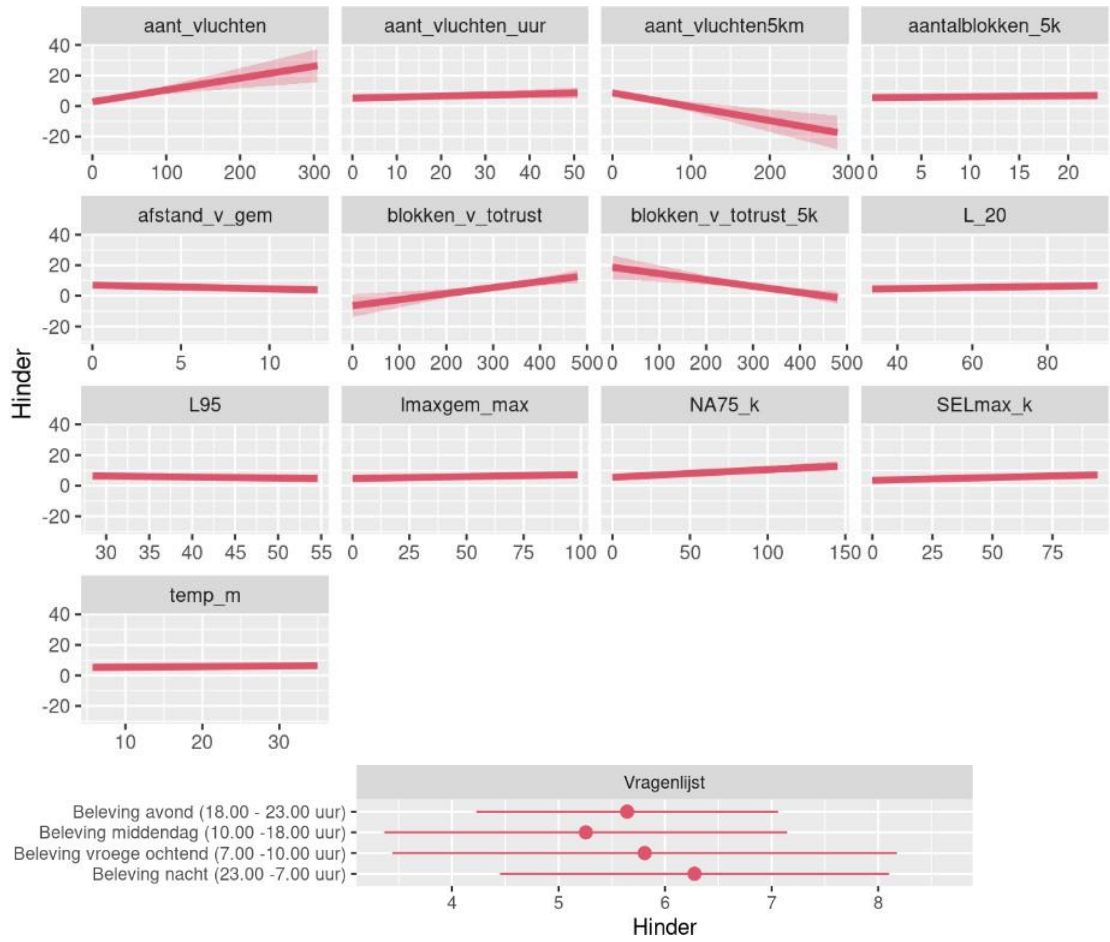 aant_vluchten aant_vluchten_uur aant_vluchten5km aantalblokken_5k
40
20
0
-20
0 100 200 300 0 10 20 30 40 50 0 100 200 300 0 5 10 15 20
afstand_v_gem blokken_v_totrust blokken_v_totrust_5k L_20
40
20
0
-20
0 5 10 0 100 200 300 400 500 0 100 200 300 400 500 40 60 80
Hinder
L95 lmaxgem_max NA75_k SELmax_k
40
20
0
-20
30 35 40 45 50 55 0 25 50 75 100 0 50 100 150 0 25 50 75
temp_m
40
20
0
-20
10 20 30
Vragenlijst
Beleving avond (18.00 - 23.00 uur)
Beleving middendag (10.00 -18.00 uur)
Beleving vroege ochtend (7.00 -10.00 uur)
Beleving nacht (23.00 -7.00 uur)
4 5 6 7 8
Hinder